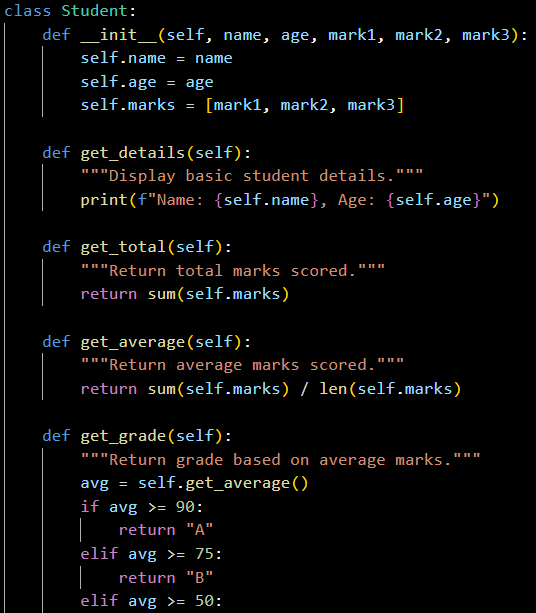 class Student:
    def __init__(self, name, age, mark1, mark2, mark3):
        self.name = name
        self.age = age
        self.marks = [mark1, mark2, mark3]

    def get_details(self):
        """Display basic student details."""
        print(f"Name: {self.name}, Age: {self.age}")

    def get_total(self):
        """Return total marks scored."""
        return sum(self.marks)

    def get_average(self):
        """Return average marks scored."""
        return sum(self.marks) / len(self.marks)

    def get_grade(self):
        """Return grade based on average marks."""
        avg = self.get_average()
        if avg >= 90:
            return "A"
        elif avg >= 75:
            return "B"
        elif avg >= 50: